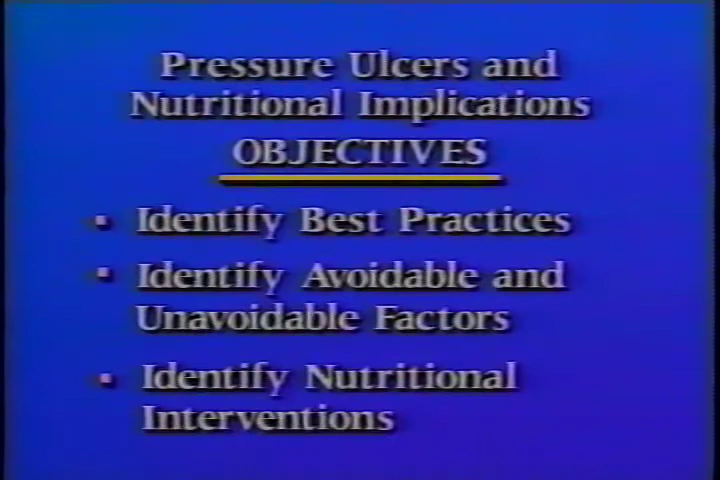 Pressure Ulcers and
Nutritional Implications
OBJECTIVES
▪ Identify Best Practices
▪ Identify Avoidable and
Unavoidable Factors
▪ Identify Nutritional
Interventions